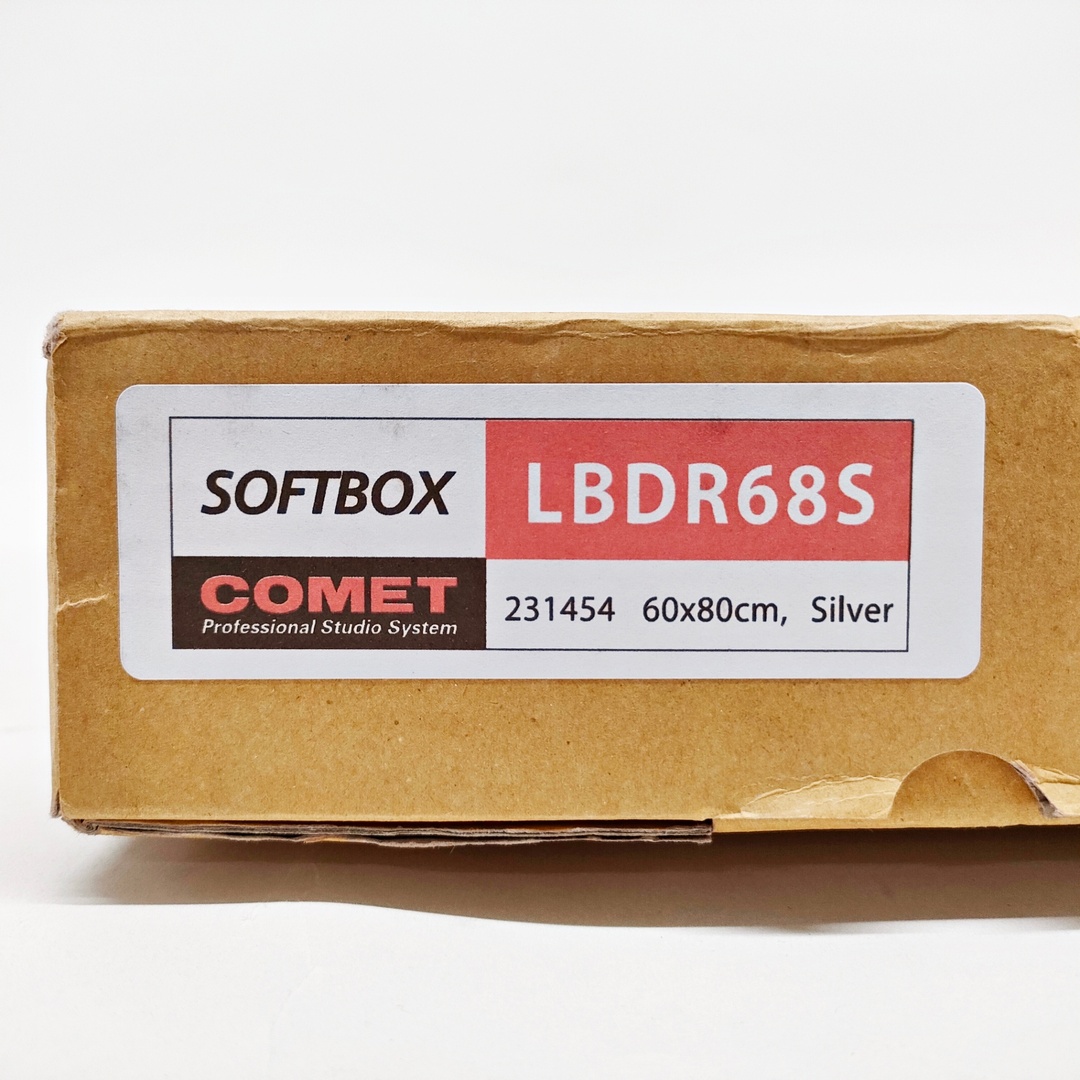 SOFTBOX
LBDR68S
COMET
Professional Studio System
231454 60x80cm, Silver